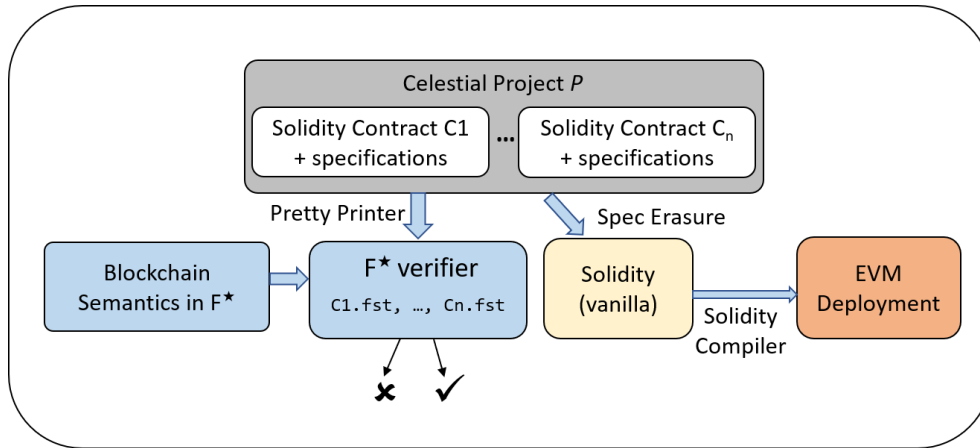 Celestial Project P
Solidity Contract C1
+ specifications
...
Solidity Contract Cn
+ specifications
Pretty Printer
Spec Erasure
Blockchain
Semantics in F★
F★ verifier
C1.fst, …, Cn.fst
Solidity
(vanilla)
Solidity
Compiler
EVM
Deployment
✘ ✓